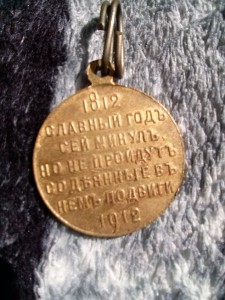 1812
СЛАВНЫЙ ГОДЪ
СЕЙ МИНУЛЪ,
НО НЕ ПРОЙДУТЪ
СОДѢЯННЫЕ ВЪ
НЕМЪ ПОДВИГИ
1912